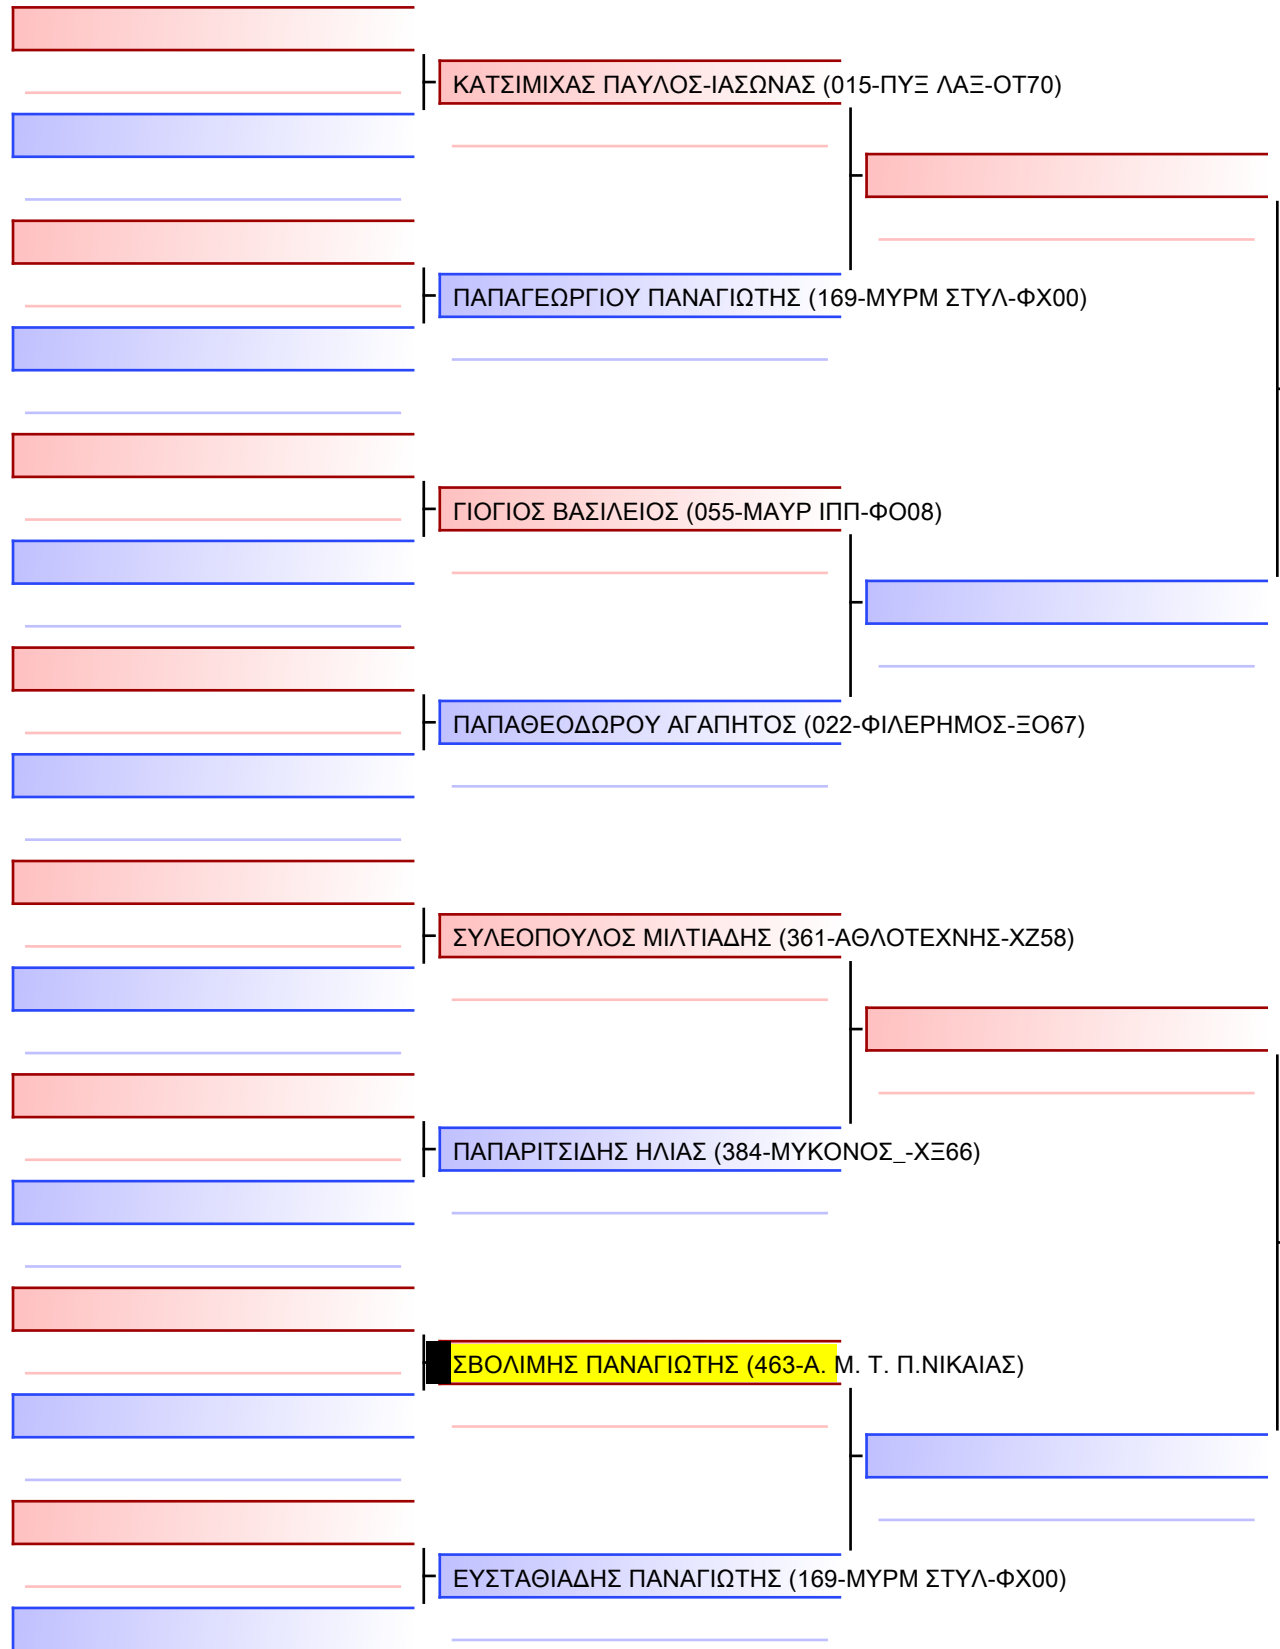 ΚΑΤΣΙΜΙΧΑΣ ΠΑΥΛΟΣ-ΙΑΣΩΝΑΣ (015-ΠΥΞ ΛΑΞ-ΟΤ70)
ΠΑΠΑΓΕΩΡΓΙΟΥ ΠΑΝΑΓΙΩΤΗΣ (169-ΜΥΡΜ ΣΤΥΛ-ΦΧ00)
ΓΙΟΓΙΟΣ ΒΑΣΙΛΕΙΟΣ (055-ΜΑΥΡ ΙΠΠ-ΦΟ08)
ΠΑΠΑΘΕΟΔΩΡΟΥ ΑΓΑΠΗΤΟΣ (022-ΦΙΛΕΡΗΜΟΣ-ΞΟ67)
ΣΥΛΕΟΠΟΥΛΟΣ ΜΙΛΤΙΑΔΗΣ (361-ΑΘΛΟΤΕΧΝΗΣ-ΧΖ58)
ΠΑΠΑΡΙΤΣΙΔΗΣ ΗΛΙΑΣ (384-ΜΥΚΟΝΟΣ_-ΧΞ66)
ΣΒΟΛΙΜΗΣ ΠΑΝΑΓΙΩΤΗΣ (463-Α. Μ. Τ. Π.ΝΙΚΑΙΑΣ)
ΕΥΣΤΑΘΙΑΔΗΣ ΠΑΝΑΓΙΩΤΗΣ (169-ΜΥΡΜ ΣΤΥΛ-ΦΧ00)